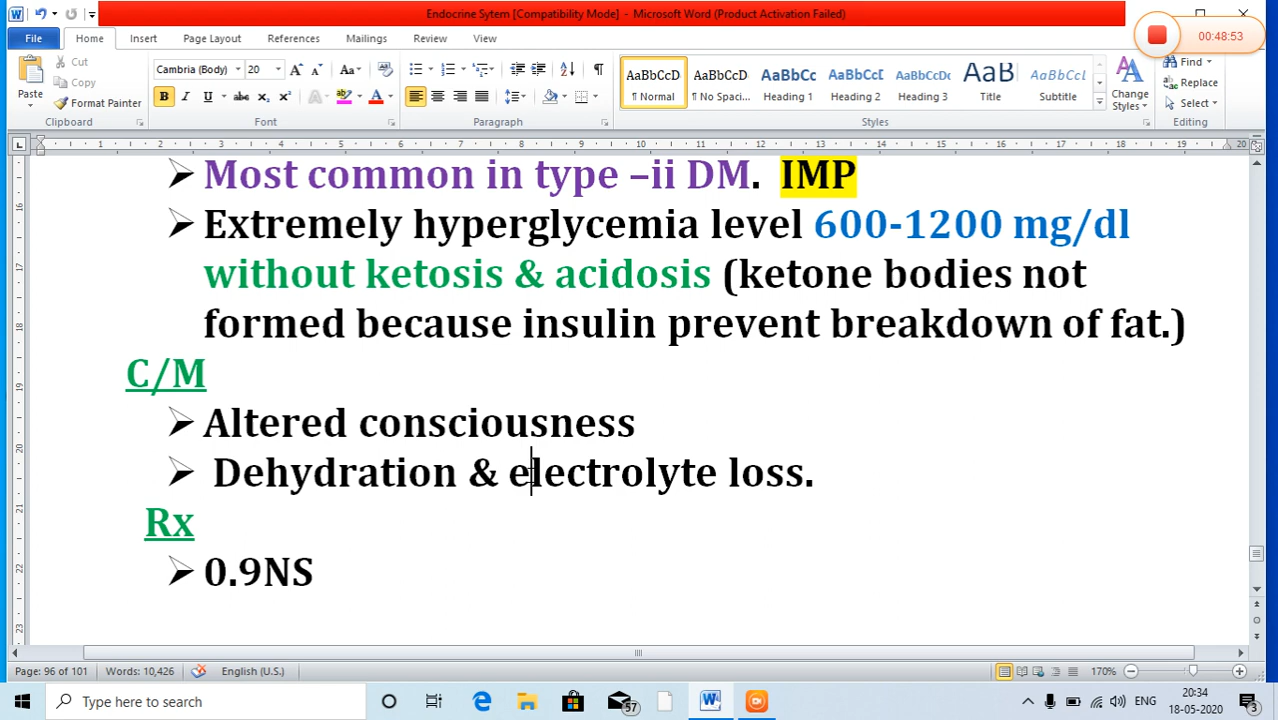 Endocrine Sytem [Compatibility Mode] - Microsoft Word (Product Activation Failed)
00:48:53
File Home Insert Page Layout References Mailings Review View
Paste
Cut
Copy
Format Painter
Clipboard
Cambria (Body) 20
Font
Paragraph
AaBbCcD AaBbCcD AaBbCc AaBbCc AaBbCcDc AaB AaBbCcl
¶ Normal ¶ No Spaci... Heading 1 Heading 2 Heading 3 Title Subtitle
Styles
Change Styles
Find
Replace
Select
Editing
Most common in type –ii DM. IMP
Extremely hyperglycemia level 600-1200 mg/dl
without ketosis & acidosis (ketone bodies not
formed because insulin prevent breakdown of fat.)
C/M
Altered consciousness
Dehydration & electrolyte loss.
Rx
0.9NS
Page: 96 of 101 Words: 10,426 English (U.S.) 170%
Type here to search
57
ENG
20:34
18-05-2020
3